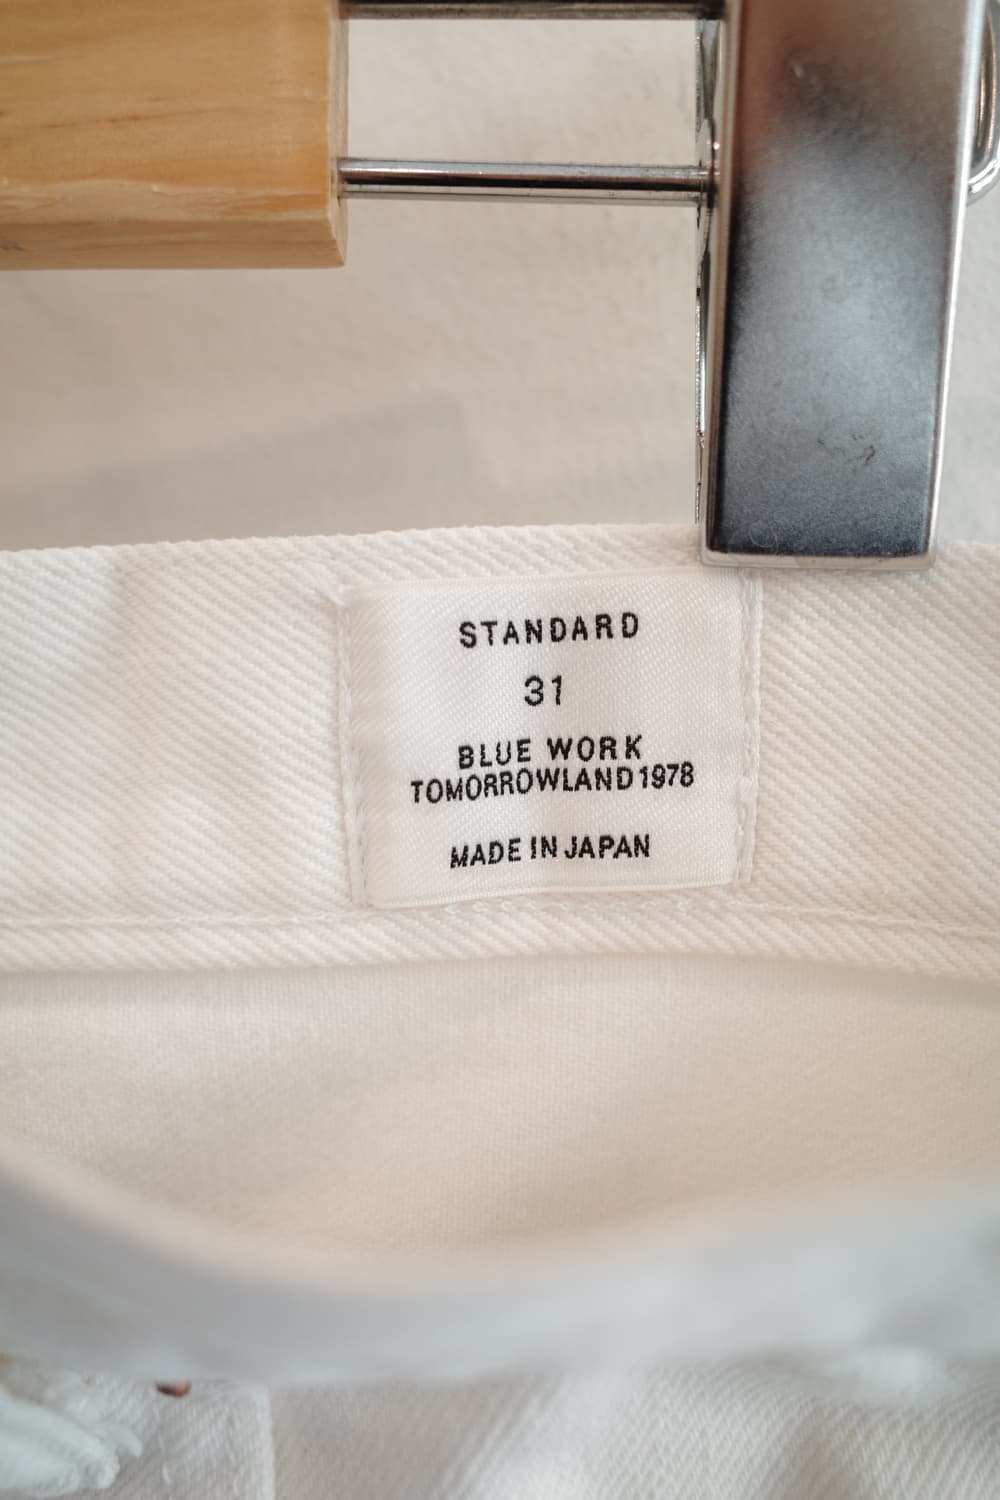 STANDARD
31
BLUE WORK
TOMORROWLAND 1978
MADE IN JAPAN